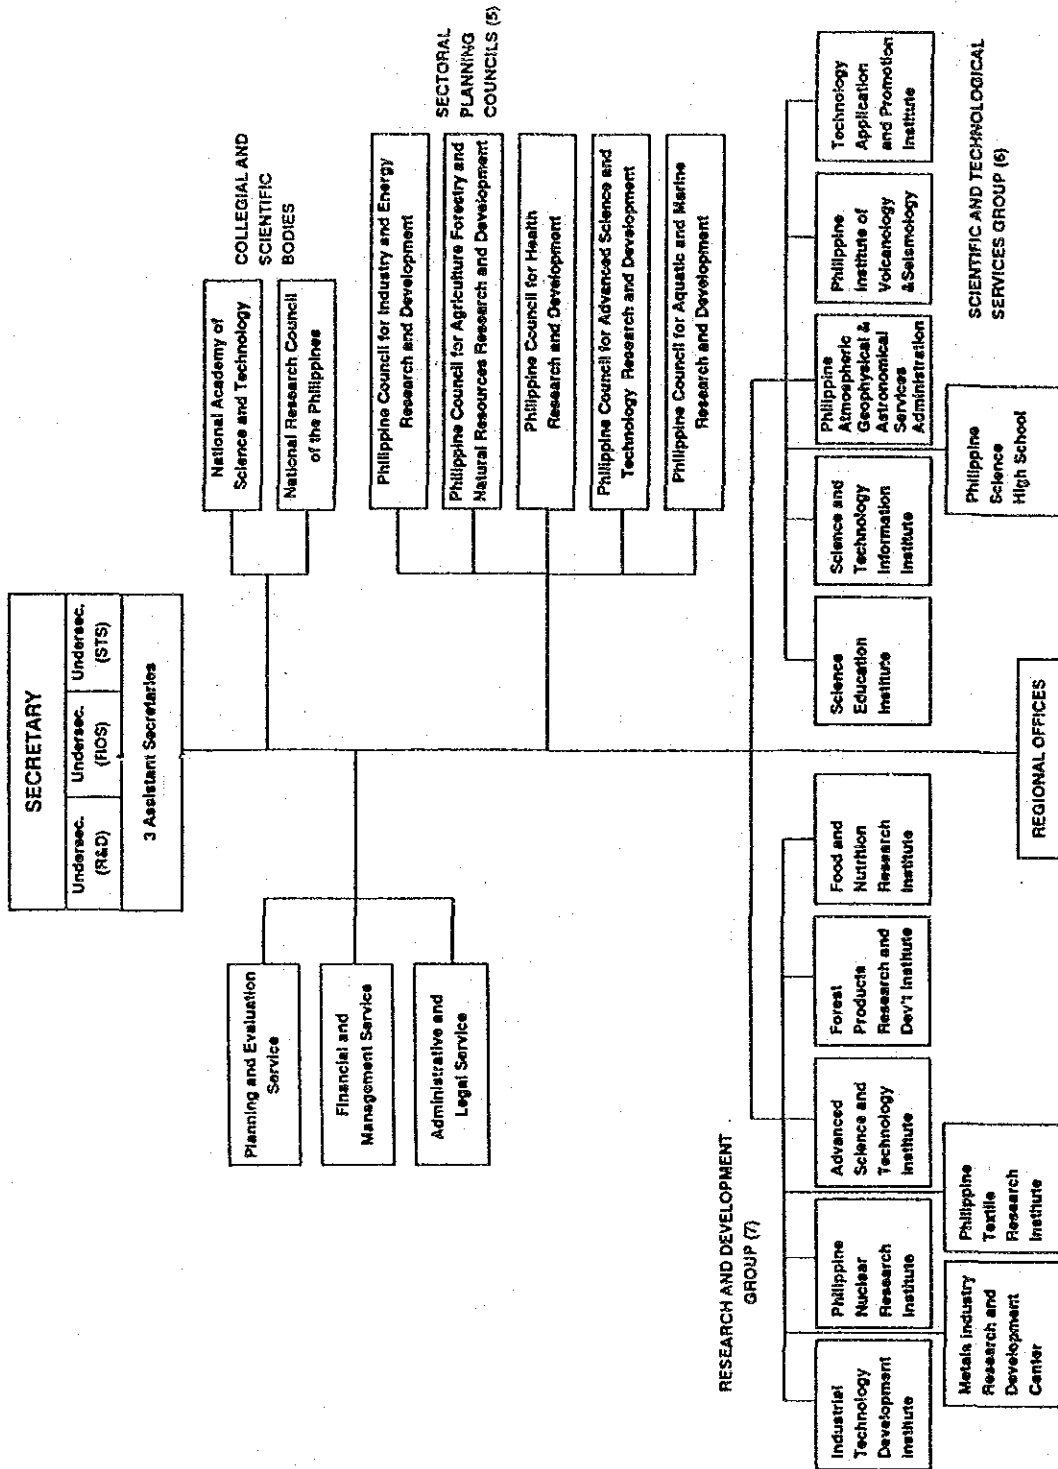 SECRETARY
Undersec.
(R&D)
Undersec.
(ROS)
Undersec.
(STS)
3 Assistant Secretaries
Planning and Evaluation
Service
Financial and
Management Service
Administrative and
Legal Service
National Academy of
Science and Technology
National Research Council
of the Philippines
COLLEGIAL AND
SCIENTIFIC
BODIES
Philippine Council for Industry and Energy
Research and Development
Philippine Council for Agriculture Forestry and
Natural Resources Research and Development
Philippine Council for Health
Research and Development
Philippine Council for Advanced Science and
Technology Research and Development
Philippine Council for Aquatic and Marine
Research and Development
SECTORAL
PLANNING
COUNCILS (5)
RESEARCH AND DEVELOPMENT
GROUP (7)
Industrial
Technology
Development
Institute
Philippine
Nuclear
Research
Institute
Advanced
Science and
Technology
Institute
Forest
Products
Research and
Dev't Institute
Food and
Nutrition
Research
Institute
Metals Industry
Research and
Development
Center
Philippine
Textile
Research
Institute
Science
Education
Institute
Science and
Technology
Information
Institute
Philippine
Atmospheric
Geophysical &
Astronomical
Services
Administration
Philippine
Institute of
Volcanology
&Seismology
Technology
Application
and Promotion
Institute
Philippine
Science
High School
SCIENTIFIC AND TECHNOLOGICAL
SERVICES GROUP (6)
REGIONAL OFFICES